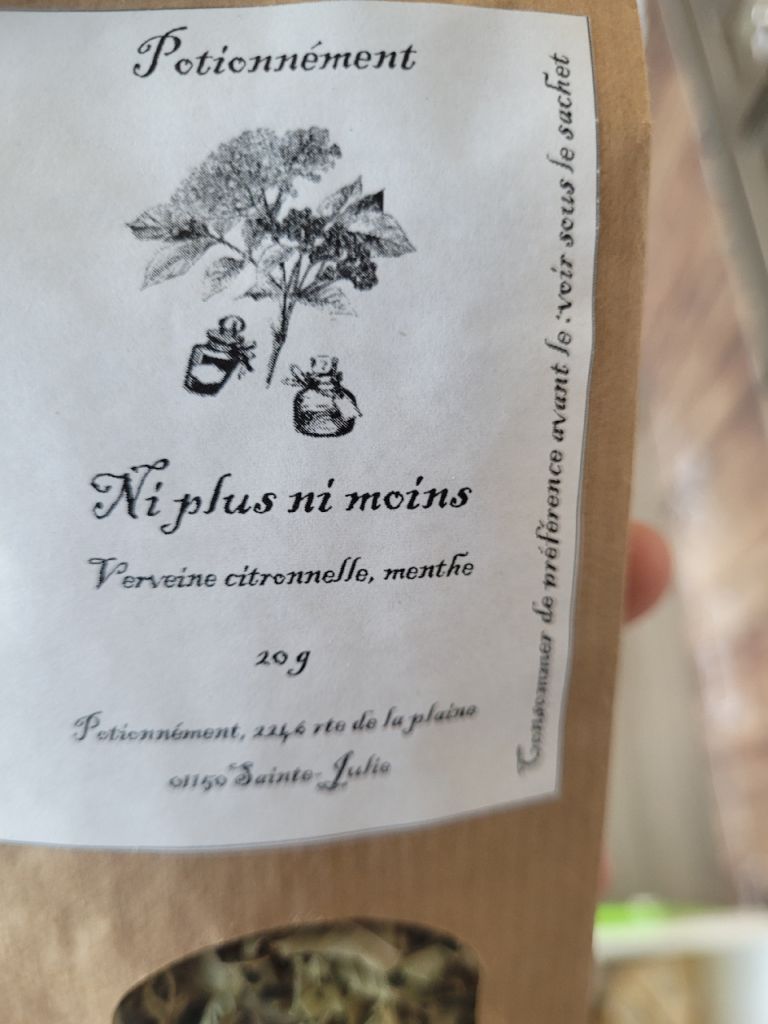 Potionnément
Ni plus ni moins
Verveine citronnelle, menthe
20 g
Potionnément, 2246 rte de la plaine
01150 Sainte-Julie
Consommer de préférence avant le :voir sous le sachet